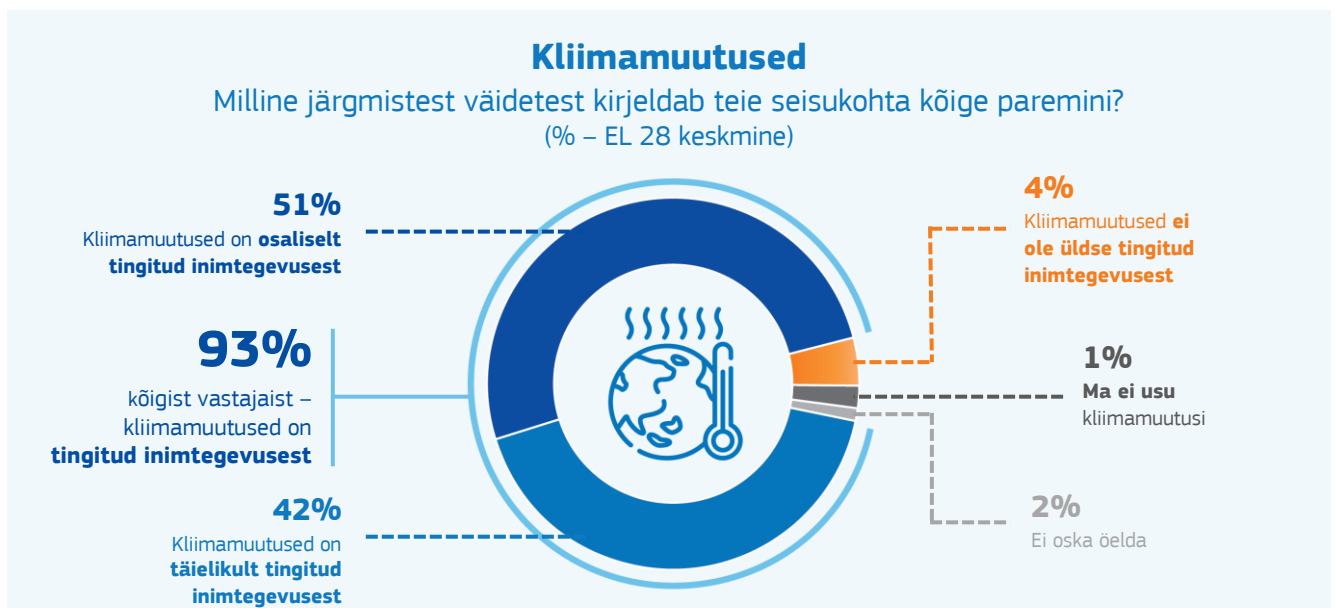 Kliimamuutused
Milline järgmistest väidetest kirjeldab teie seisukohta kõige paremini?
(% – EL 28 keskmine)
51%
Kliimamuutused on osaliselt
tingitud inimtegevusest
93%
kõigist vastajaist –
kliimamuutused on
tingitud inimtegevusest
42%
Kliimamuutused on
täielikult tingitud
inimtegevusest
4%
Kliimamuutused ei
ole üldse tingitud
inimtegevusest
1%
Ma ei usu
kliimamuutusi
2%
Ei oska öelda